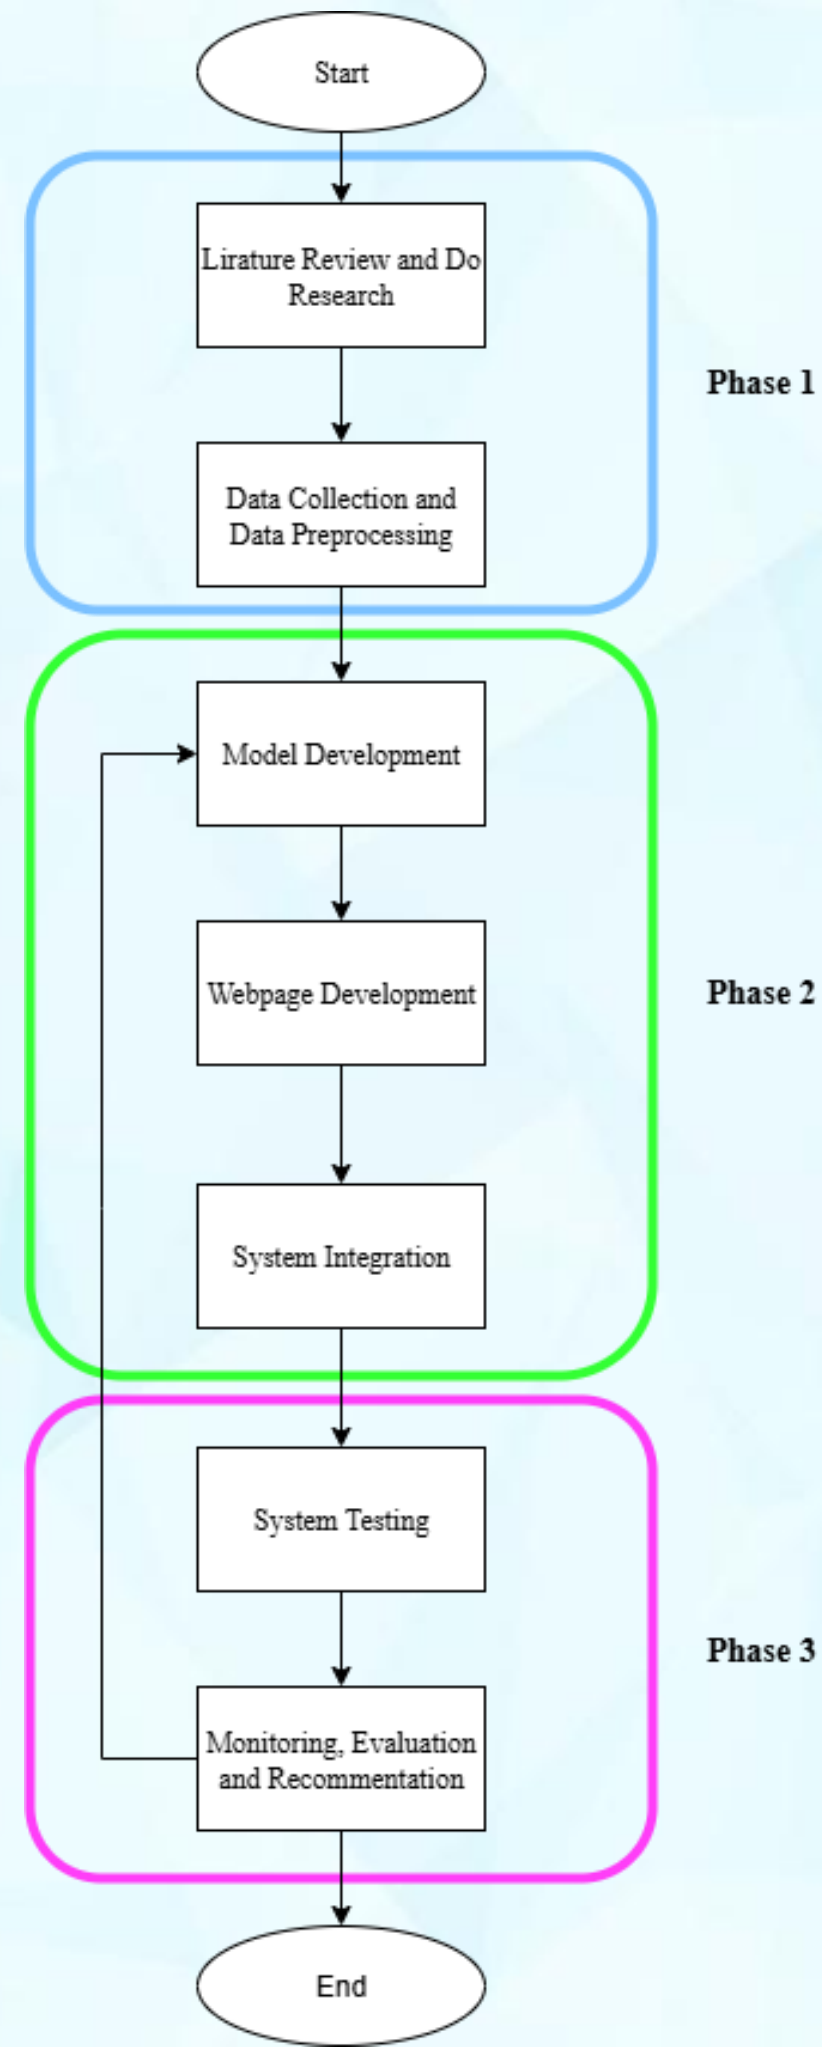 Start
Lirature Review and Do
Research
Phase 1
Data Collection and
Data Preprocessing
Model Development
Webpage Development
Phase 2
System Integration
System Testing
Phase 3
Monitoring, Evaluation
and Recommentation
End